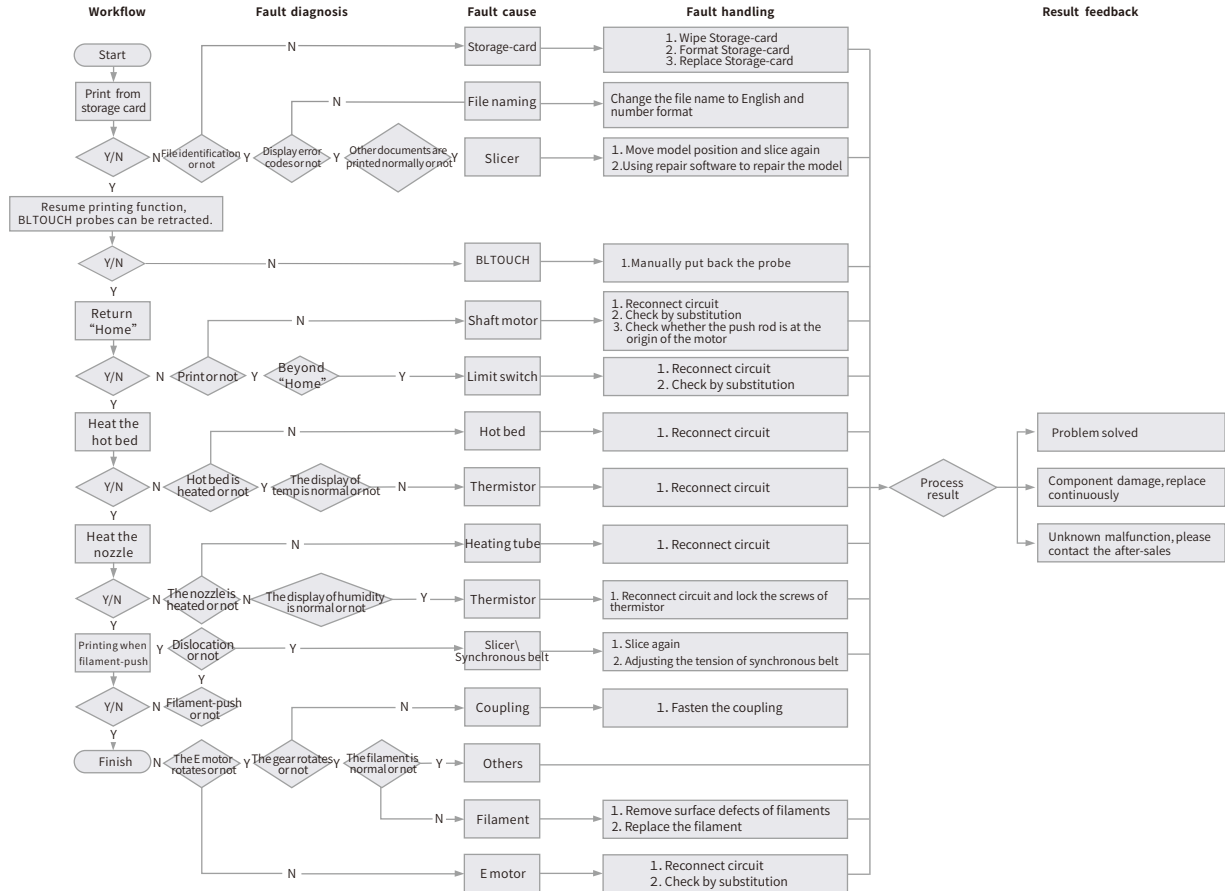 Workflow
Fault diagnosis
Fault cause
Fault handling
Result feedback
Start
N
Storage-card
1. Wipe Storage-card
2. Format Storage-card
3. Replace Storage-card
Print from
storage card
N
File naming
Change the file name to English and
number format
Y/N
N
File identification
or not
Y
Display error
codes or not
Y
Other documents are
printed normally or not
Y
Slicer
1. Move model position and slice again
2.Using repair software to repair the model
Y
Resume printing function,
BLTOUCH probes can be retracted.
Y/N
N
BLTOUCH
1.Manually put back the probe
Y
Return
“Home”
N
Shaft motor
1. Reconnect circuit
2. Check by substitution
3. Check whether the push rod is at the
origin of the motor
Y/N
N
Print or not
Y
Beyond
“Home”
Y
Limit switch
1. Reconnect circuit
2. Check by substitution
Y
Heat the
hot bed
N
Hot bed
1. Reconnect circuit
Y/N
N
Hot bed is
heated or not
Y
The display of
temp is normal or not
N
Thermistor
1. Reconnect circuit
Process
result
Problem solved
Component damage, replace
continuously
Unknown malfunction, please
contact the after-sales
Y
Heat the
nozzle
N
Heating tube
1. Reconnect circuit
Y/N
N
The nozzle is
heated or not
N
The display of humidity
is normal or not
Y
Thermistor
1. Reconnect circuit and lock the screws of
thermistor
Y
Printing when
filament-push
Y
Dislocation
or not
Y
Slicer\
Synchronous belt
1. Slice again
2. Adjusting the tension of synchronous belt
Y
Y/N
N
Filament-push
or not
N
Coupling
1. Fasten the coupling
Y
Finish
N
The E motor
rotates or not
Y
The gear rotates
or not
Y
The filament is
normal or not
Y
Others
N
Filament
1. Remove surface defects of filaments
2. Replace the filament
N
E motor
1. Reconnect circuit
2. Check by substitution